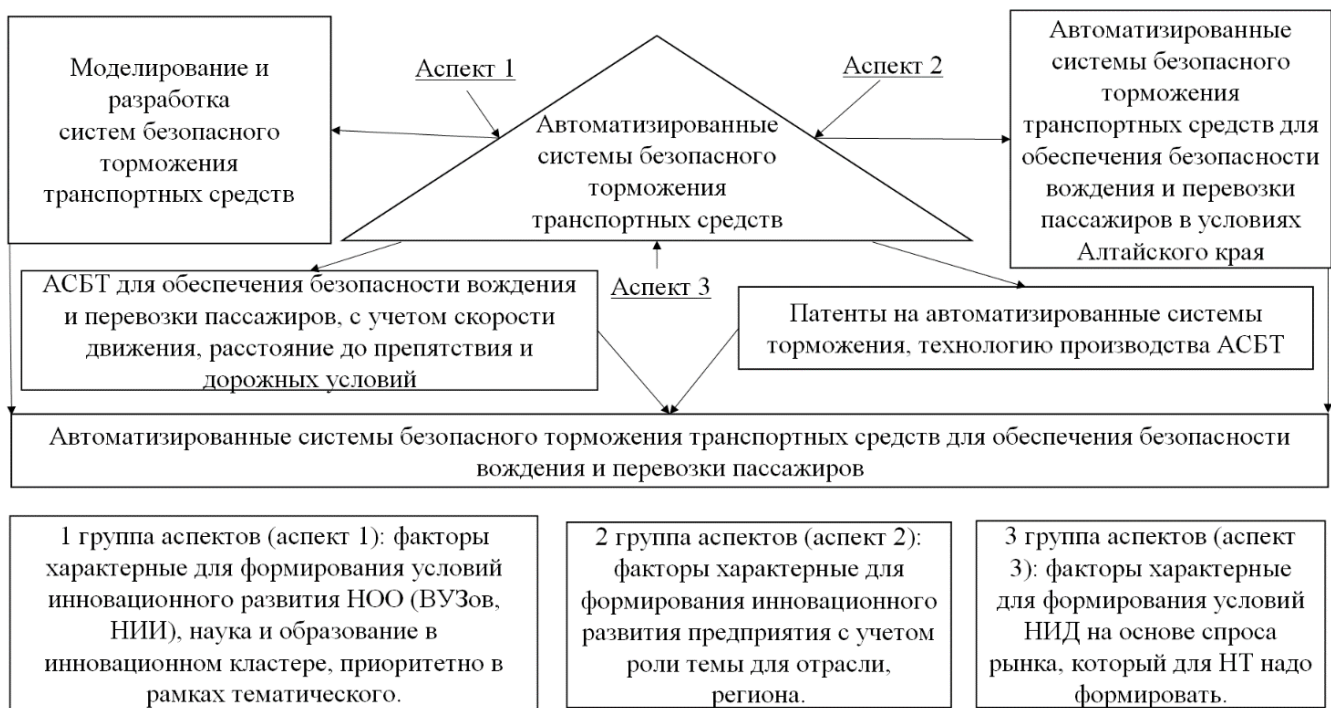 Моделирование и
разработка
систем безопасного
торможения
транспортных средств
Аспект 1
Автоматизированные
системы безопасного
торможения
транспортных средств
Аспект 2
Автоматизированные
системы безопасного
торможения
транспортных средств для
обеспечения безопасности
вождения и перевозки
пассажиров в условиях
Алтайского края
АСБТ для обеспечения безопасности вождения
и перевозки пассажиров, с учетом скорости
движения, расстояние до препятствия и
дорожных условий
Аспект 3
Патенты на автоматизированные системы
торможения, технологию производства АСБТ
Автоматизированные системы безопасного торможения транспортных средств для обеспечения безопасности
вождения и перевозки пассажиров
1 группа аспектов (аспект 1): факторы
характерные для формирования условий
инновационного развития НОО (ВУЗов,
НИИ), наука и образование в
инновационном кластере, приоритетно в
рамках тематического.
2 группа аспектов (аспект 2):
факторы характерные для
формирования инновационного
развития предприятия с учетом
роли темы для отрасли,
региона.
3 группа аспектов (аспект
3): факторы характерные
для формирования условий
НИД на основе спроса
рынка, который для НТ надо
формировать.